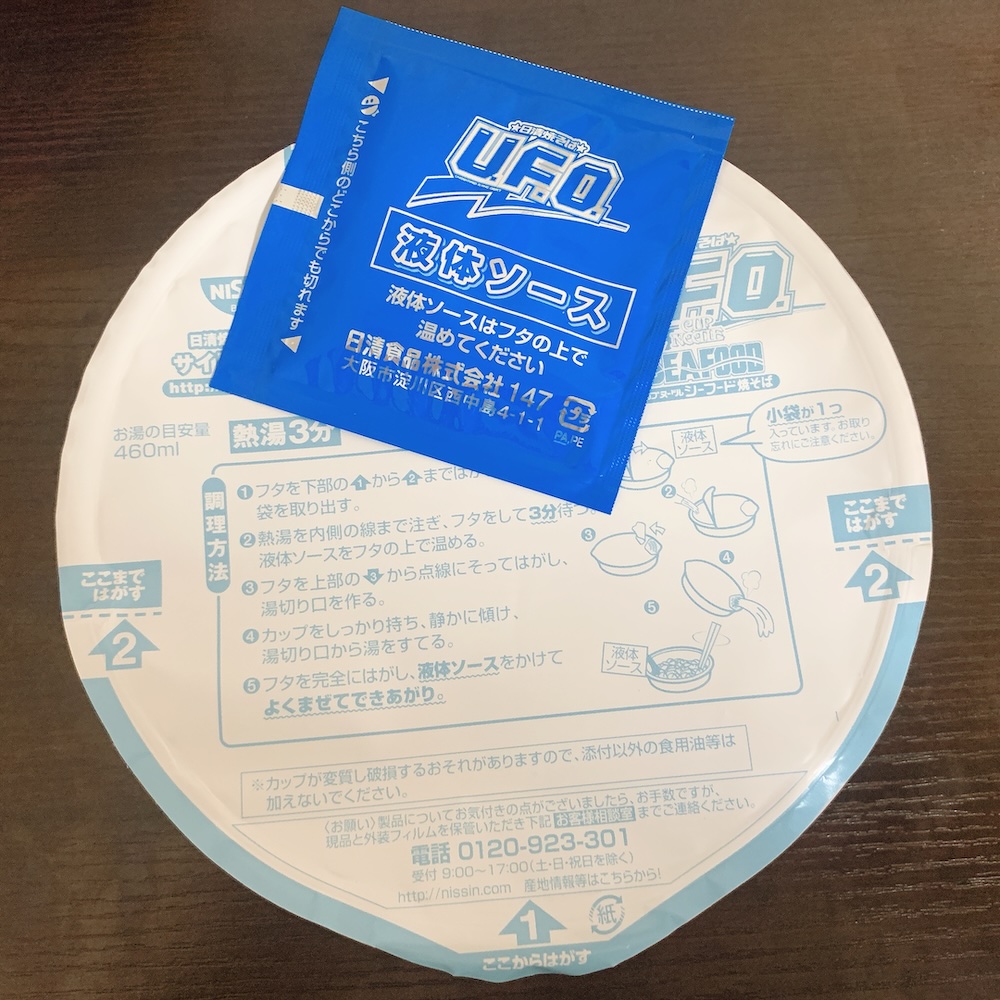 こちら側のどこからでも切れます
★日清焼そば★
U.F.O.
液体ソース
液体ソースはフタの上で
温めてください
日清食品株式会社 147
大阪市淀川区西中島4-1-1
プラ
PA,PE
NIS
日清焼
サイ
http:
そば★
FO.
CUP
NOODLE
SEAFOOD
シーフード焼そば
お湯の目安量
460ml
熱湯3分
小袋が1つ
入っています。お取り
忘れにご注意ください。
液体
ソース
調理方法
1 フタを下部の1から2まではが
袋を取り出す。
2 熱湯を内側の線まで注ぎ、フタをして3分待つ。
液体ソースをフタの上で温める。
3 フタを上部の3から点線にそってはがし、
湯切り口を作る。
4 カップをしっかり持ち、静かに傾け、
湯切り口から湯をすてる。
5 フタを完全にはがし、液体ソースをかけて
よくまぜてできあがり。
2
3
4
5
液体
ソース
ここまで
はがす
2
ここまで
はがす
2
※カップが変質し破損するおそれがありますので、添付以外の食用油等は
加えないでください。
〈お願い〉製品についてお気付きの点がございましたら、お手数ですが、
現品と外装フィルムを保管いただき下記 お客様相談室 までご連絡ください。
電話 0120-923-301
受付 9:00〜17:00(土・日・祝日を除く)
http://nissin.com 産地情報等はこちらから!
1
紙
ここからはがす